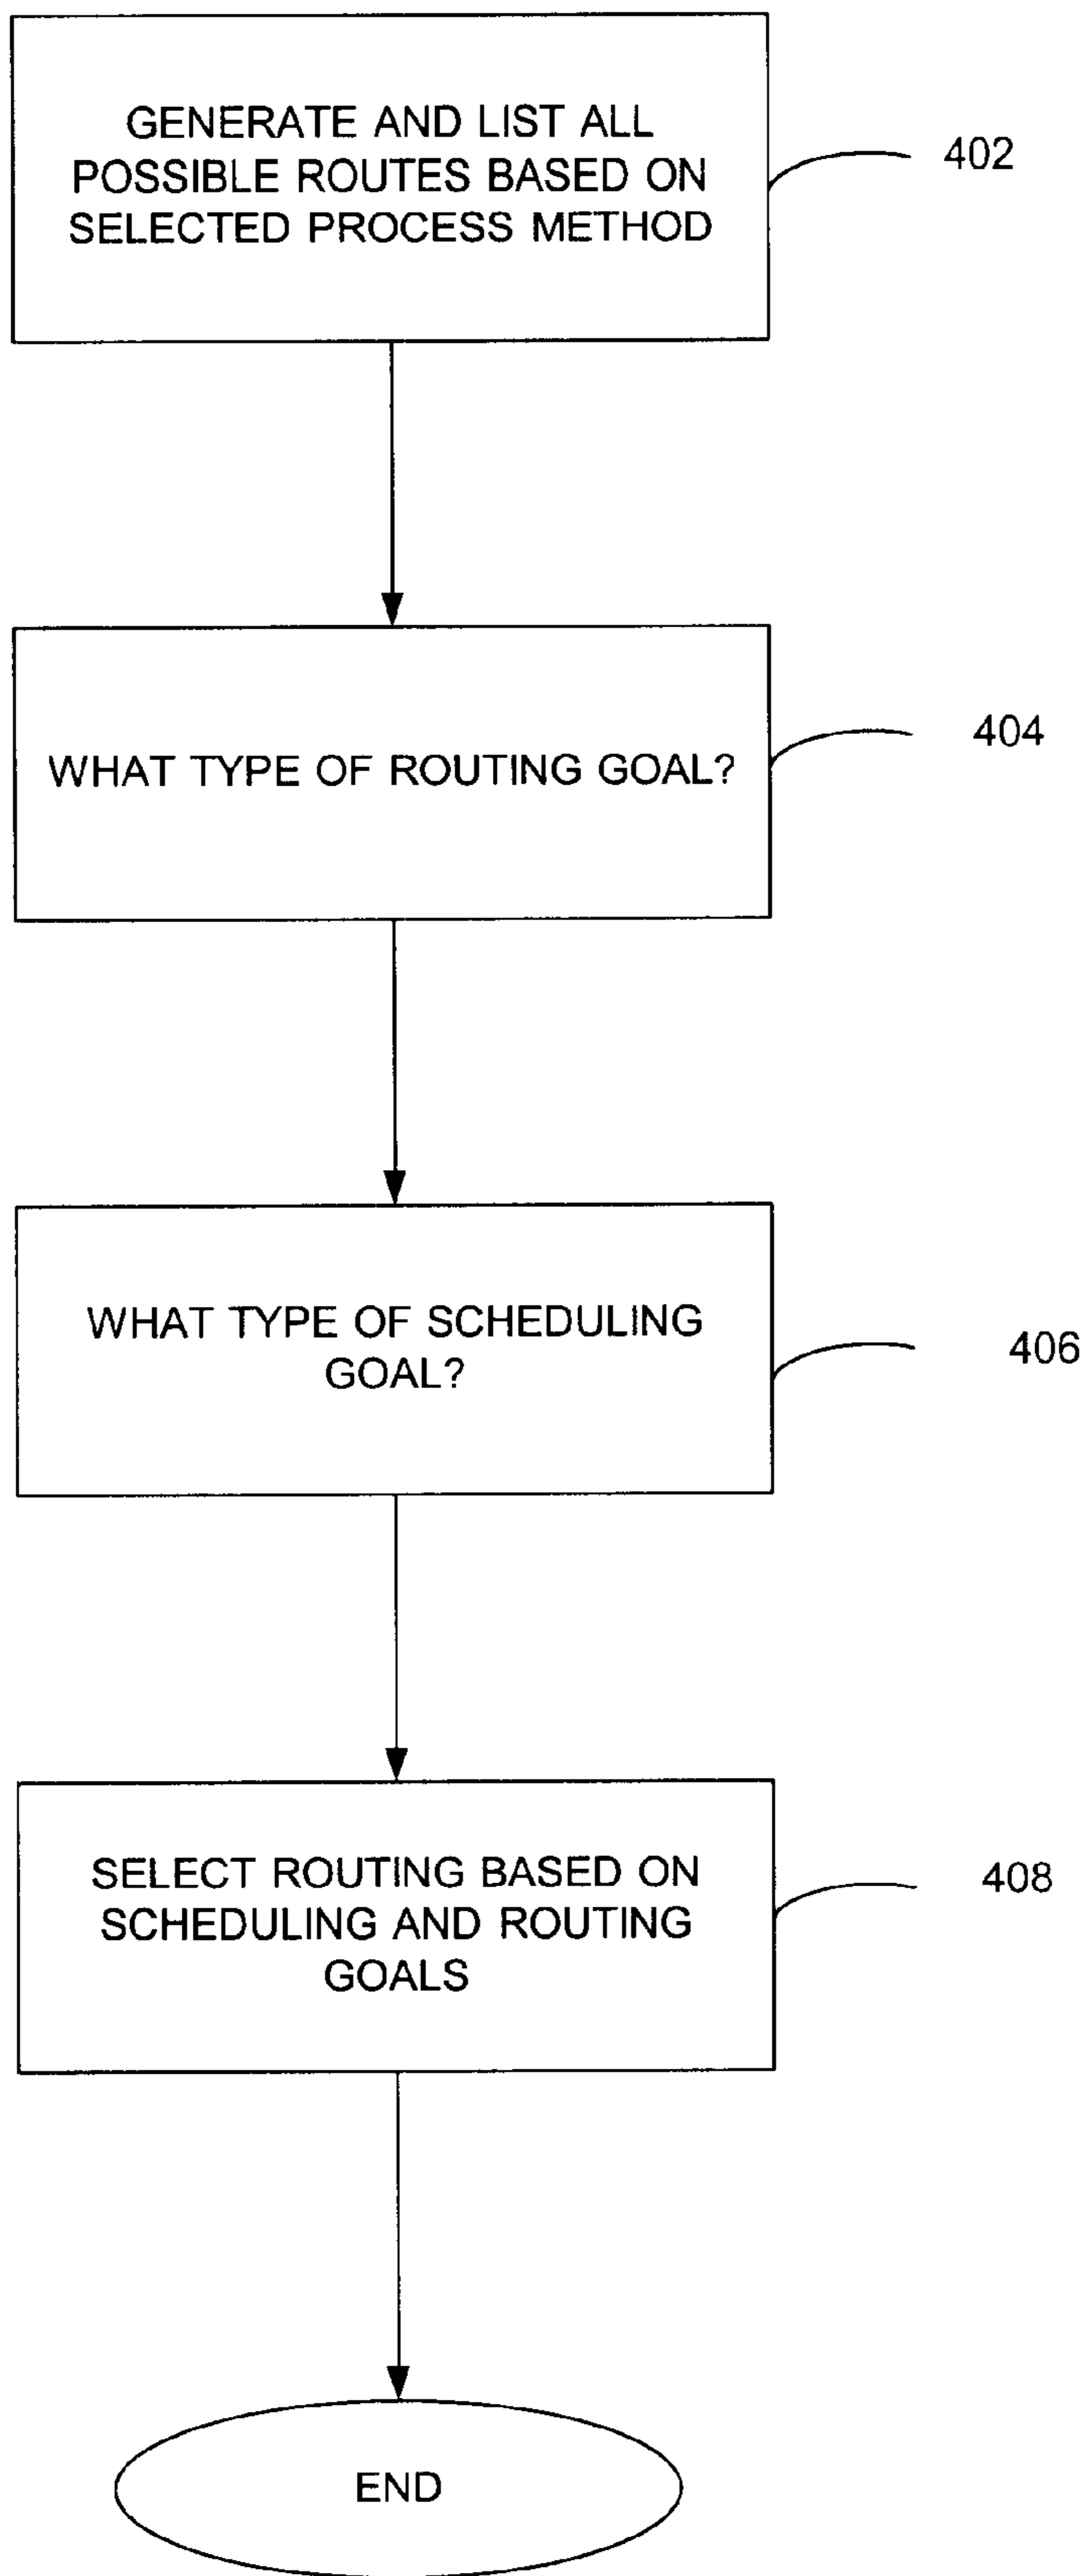 GENERATE AND LIST ALL
POSSIBLE ROUTES BASED ON
SELECTED PROCESS METHOD
402
WHAT TYPE OF ROUTING GOAL?
404
WHAT TYPE OF SCHEDULING
GOAL?
406
SELECT ROUTING BASED ON
SCHEDULING AND ROUTING
GOALS
408
END